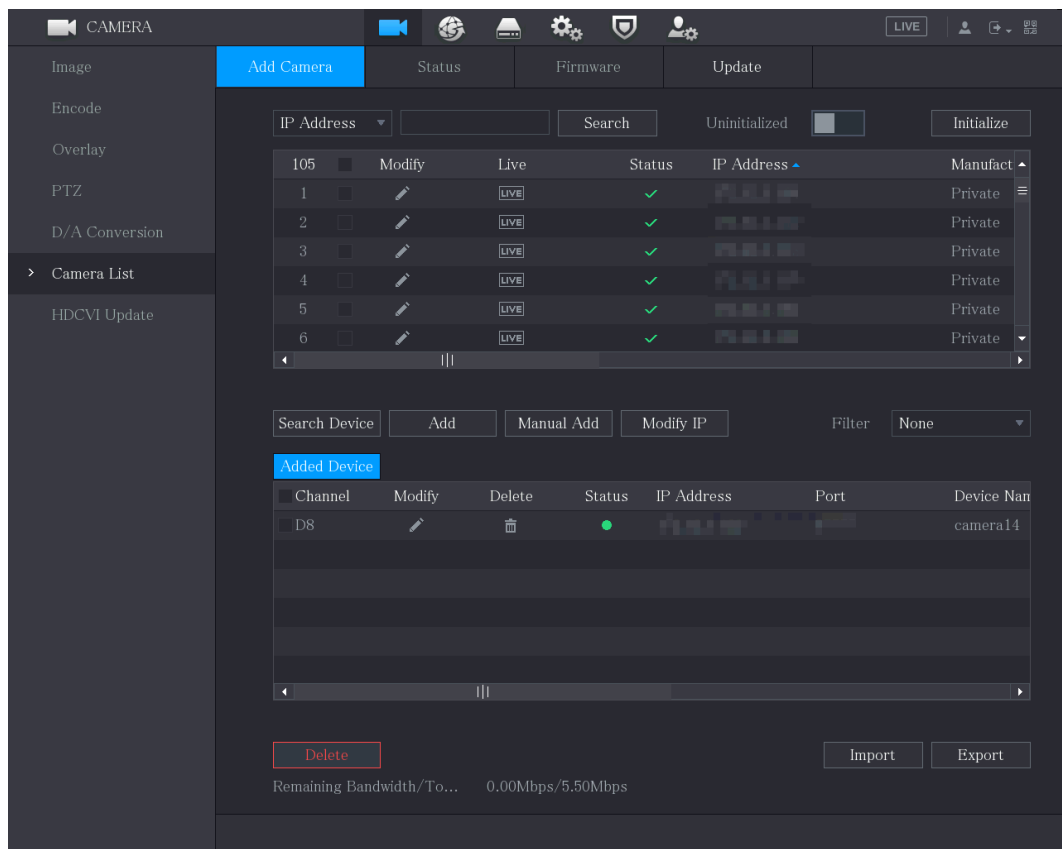 CAMERA LIVE
Image Add Camera Status Firmware Update
Encode
IP Address Search Uninitialized Initialize
Overlay
105 Modify Live Status IP Address Manufact
PTZ
1 LIVE Private
2 LIVE Private
D/A Conversion
3 LIVE Private
Camera List
4 LIVE Private
5 LIVE Private
HDCVI Update
6 LIVE Private
Search Device Add Manual Add Modify IP Filter None
Added Device
Channel Modify Delete Status IP Address Port Device Nan
D8 camera14
Delete Import Export
Remaining Bandwidth/To... 0.00Mbps/5.50Mbps